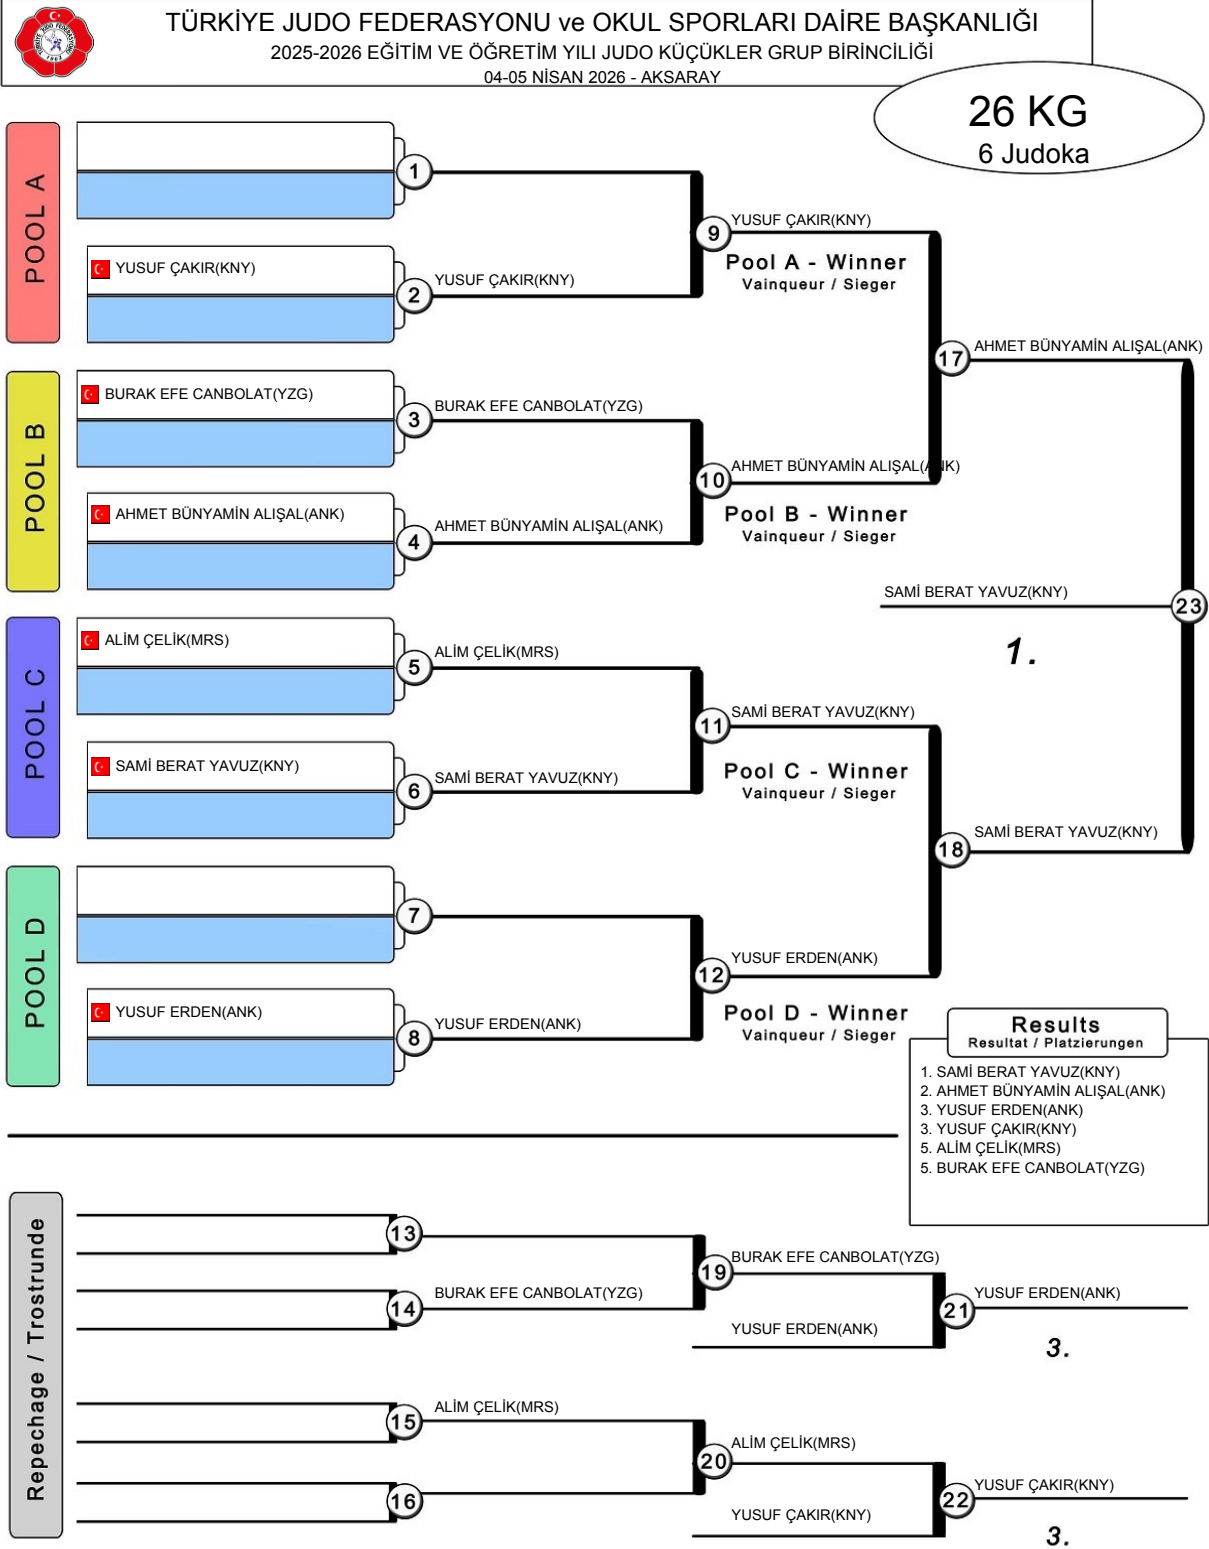 TÜRKİYE JUDO FEDERASYONU ve OKUL SPORLARI DAİRE BAŞKANLIĞI
2025-2026 EĞİTİM VE ÖĞRETİM YILI JUDO KÜÇÜKLER GRUP BİRİNCİLİĞİ
04-05 NİSAN 2026 - AKSARAY
26 KG
6 Judoka
POOL A
1
YUSUF ÇAKIR(KNY)
2
YUSUF ÇAKIR(KNY)
9
YUSUF ÇAKIR(KNY)
Pool A - Winner
Vainqueur / Sieger
POOL B
BURAK EFE CANBOLAT(YZG)
3
BURAK EFE CANBOLAT(YZG)
AHMET BÜNYAMİN ALIŞAL(ANK)
4
AHMET BÜNYAMİN ALIŞAL(ANK)
10
AHMET BÜNYAMİN ALIŞAL(ANK)
Pool B - Winner
Vainqueur / Sieger
17
AHMET BÜNYAMİN ALIŞAL(ANK)
SAMİ BERAT YAVUZ(KNY)
23
1.
POOL C
ALİM ÇELİK(MRS)
5
ALİM ÇELİK(MRS)
SAMİ BERAT YAVUZ(KNY)
6
SAMİ BERAT YAVUZ(KNY)
11
SAMİ BERAT YAVUZ(KNY)
Pool C - Winner
Vainqueur / Sieger
18
SAMİ BERAT YAVUZ(KNY)
POOL D
7
YUSUF ERDEN(ANK)
8
YUSUF ERDEN(ANK)
12
YUSUF ERDEN(ANK)
Pool D - Winner
Vainqueur / Sieger
Results
Resultat / Platzierungen
1. SAMİ BERAT YAVUZ(KNY)
2. AHMET BÜNYAMİN ALIŞAL(ANK)
3. YUSUF ERDEN(ANK)
3. YUSUF ÇAKIR(KNY)
5. ALİM ÇELİK(MRS)
5. BURAK EFE CANBOLAT(YZG)
Repechage / Trostrunde
13
14
BURAK EFE CANBOLAT(YZG)
19
BURAK EFE CANBOLAT(YZG)
YUSUF ERDEN(ANK)
21
YUSUF ERDEN(ANK)
3.
15
ALİM ÇELİK(MRS)
16
20
ALİM ÇELİK(MRS)
YUSUF ÇAKIR(KNY)
22
YUSUF ÇAKIR(KNY)
3.